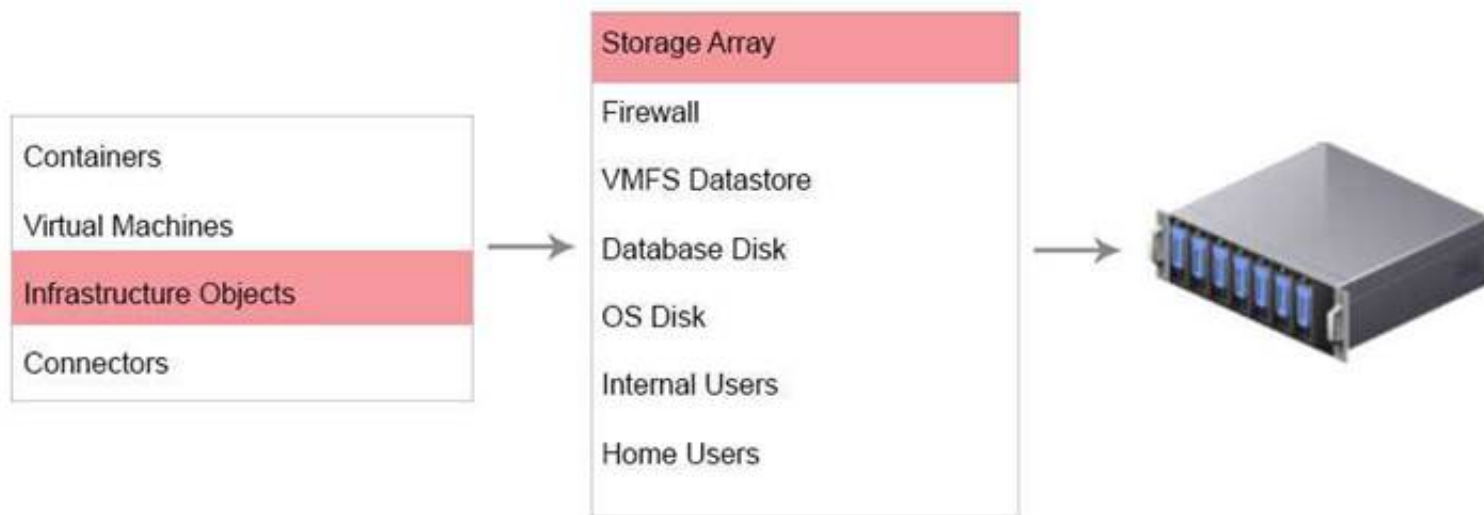 Containers
Virtual Machines
Infrastructure Objects
Connectors
Storage Array
Firewall
VMFS Datastore
Database Disk
OS Disk
Internal Users
Home Users